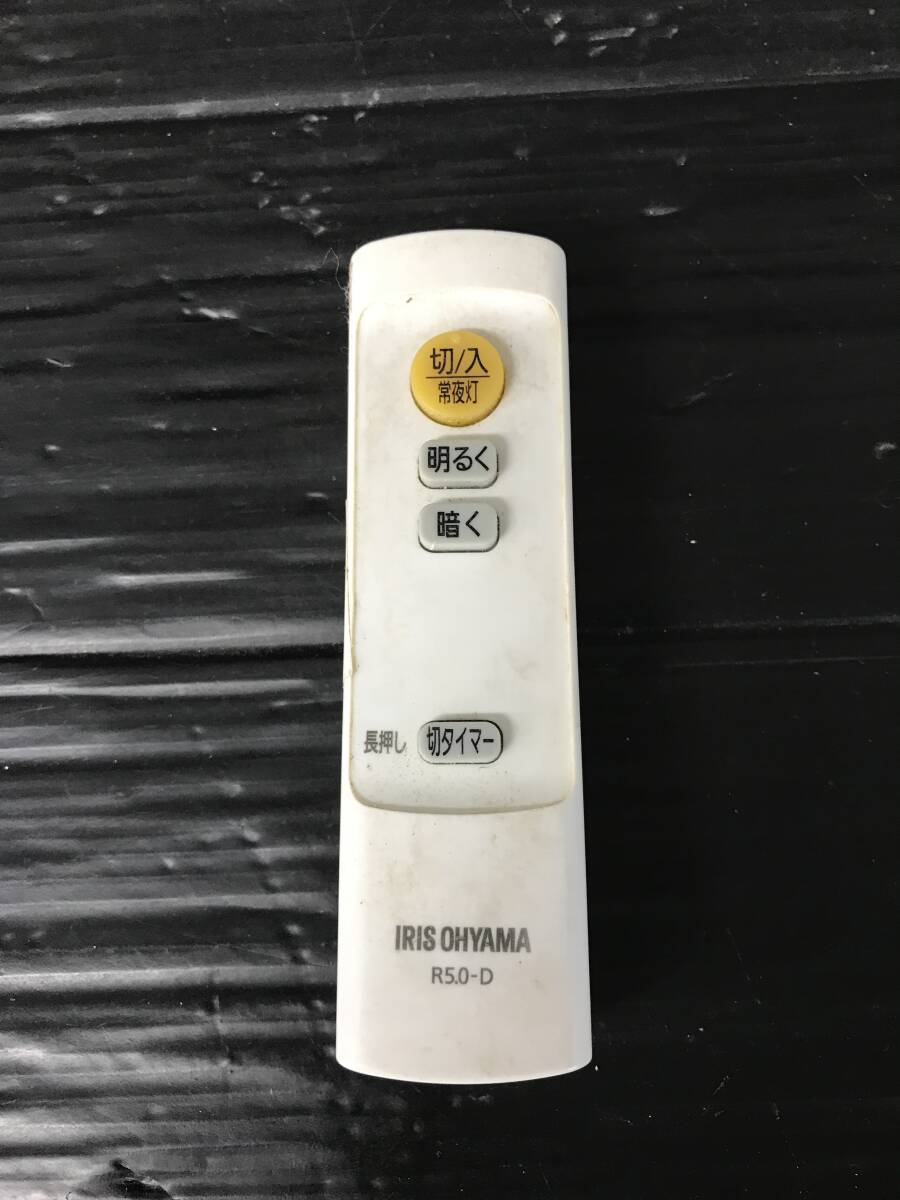 切/入
常夜灯
明るく
暗く
長押し 切タイマー
IRIS OHYAMA
R5.0-D